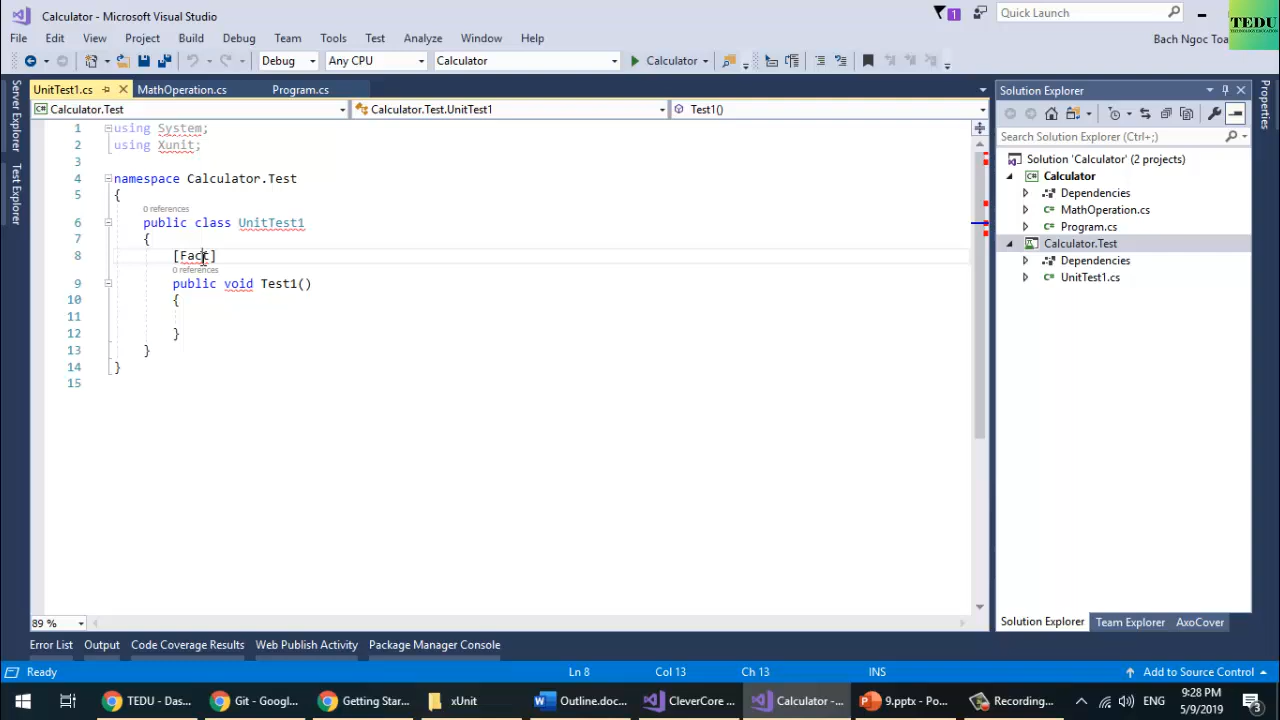 Calculator - Microsoft Visual Studio
1
Quick Launch
TEDU
File Edit View Project Build Debug Team Tools Test Analyze Window Help
Bach Ngoc Toa
Debug Any CPU Calculator Calculator
UnitTest1.cs MathOperation.cs Program.cs
Calculator.Test Calculator.Test.UnitTest1 Test1()
Server Explorer
Test Explorer
1 using System;
2 using Xunit;
3
4 namespace Calculator.Test
5 {
0 references
6 public class UnitTest1
7 {
8 [Fact]
0 references
9 public void Test1()
10 {
11
12 }
13 }
14 }
15
89 %
Solution Explorer
Search Solution Explorer (Ctrl+;)
Solution 'Calculator' (2 projects)
Calculator
Dependencies
MathOperation.cs
Program.cs
Calculator.Test
Dependencies
UnitTest1.cs
Solution Explorer Team Explorer AxoCover
Properties
Error List Output Code Coverage Results Web Publish Activity Package Manager Console
Ready Ln 8 Col 13 Ch 13 INS Add to Source Control
TEDU - Das... Git - Googl... Getting Star... xUnit Outline.doc... CleverCore ... Calculator -... 9.pptx - Po... Recording...
ENG
9:28 PM
5/9/2019
3